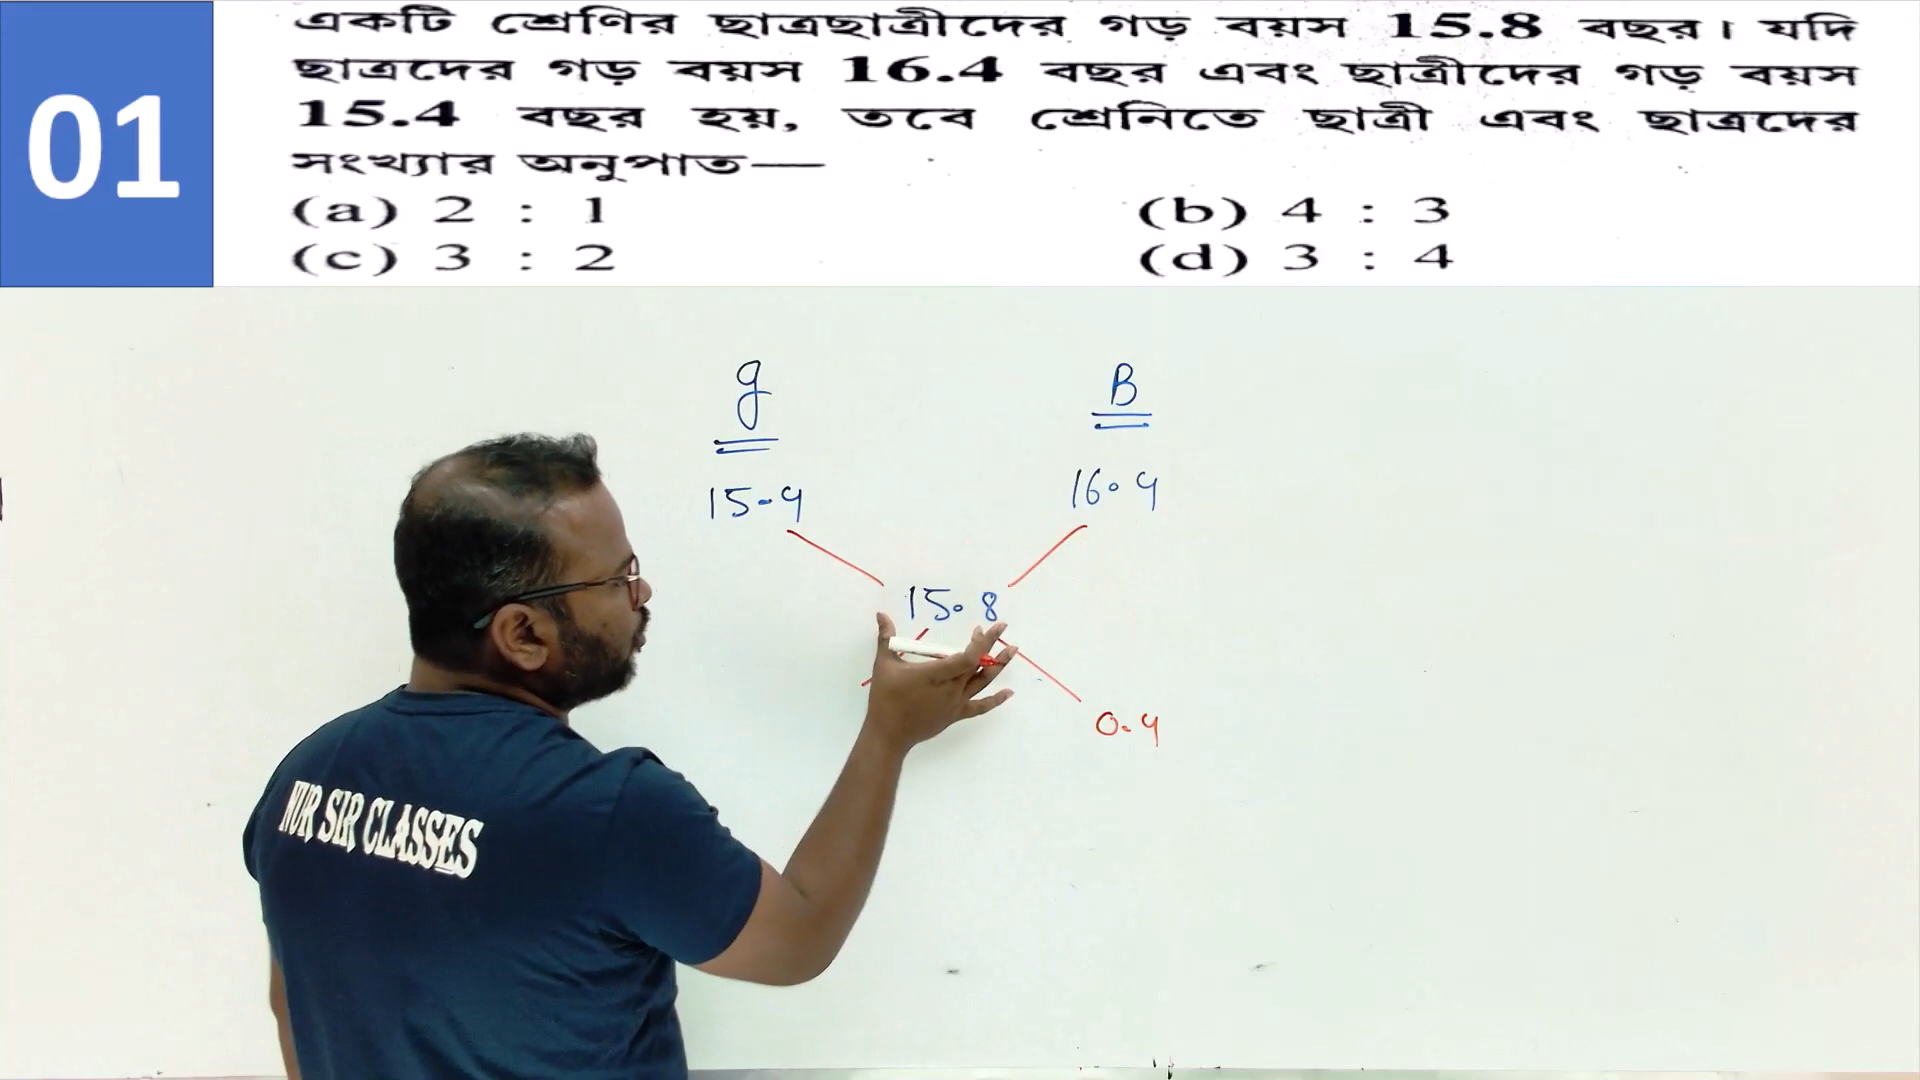 01
একটি শ্রেণির ছাত্রছাত্রীদের গড় বয়স 15.8 বছর। যদি
ছাত্রদের গড় বয়স 16.4 বছর এবং ছাত্রীদের গড় বয়স
15.4 বছর হয়, তবে শ্রেনিতে ছাত্রী এবং ছাত্রদের
সংখ্যার অনুপাত—
(a) 2 : 1 (b) 4 : 3
(c) 3 : 2 (d) 3 : 4
g B
15.4 16.4
15.8
0.4
NUR SIR CLASSES